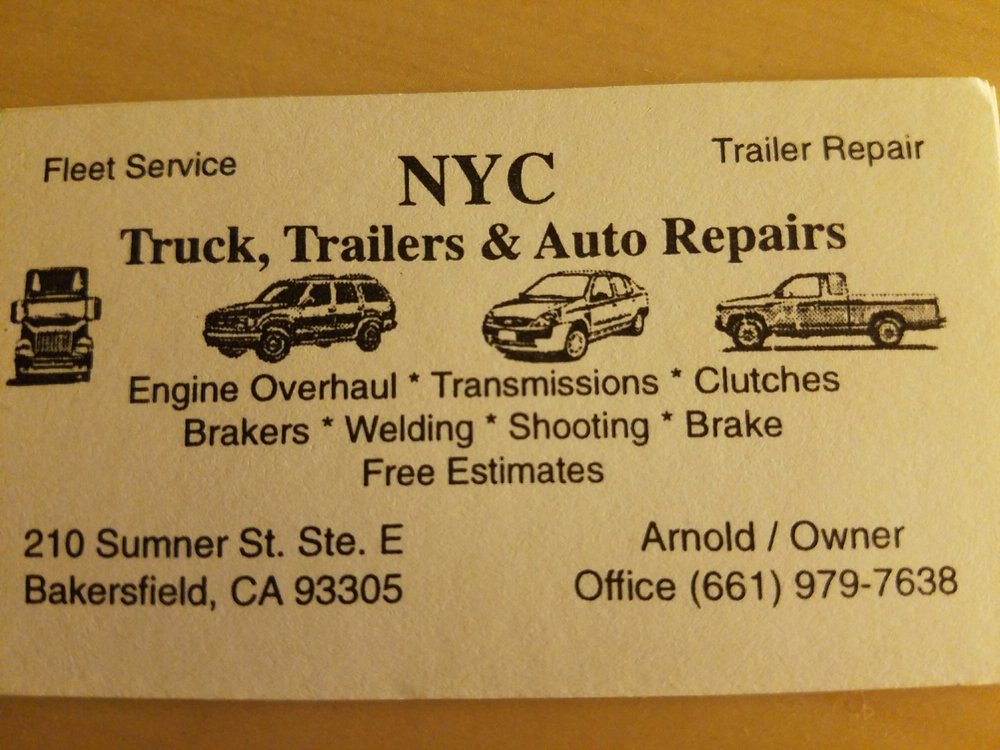 Fleet Service
NYC
Trailer Repair
Truck, Trailers & Auto Repairs
Engine Overhaul * Transmissions * Clutches
Brakers * Welding * Shooting * Brake
Free Estimates
210 Sumner St. Ste. E
Bakersfield, CA 93305
Arnold / Owner
Office (661) 979-7638